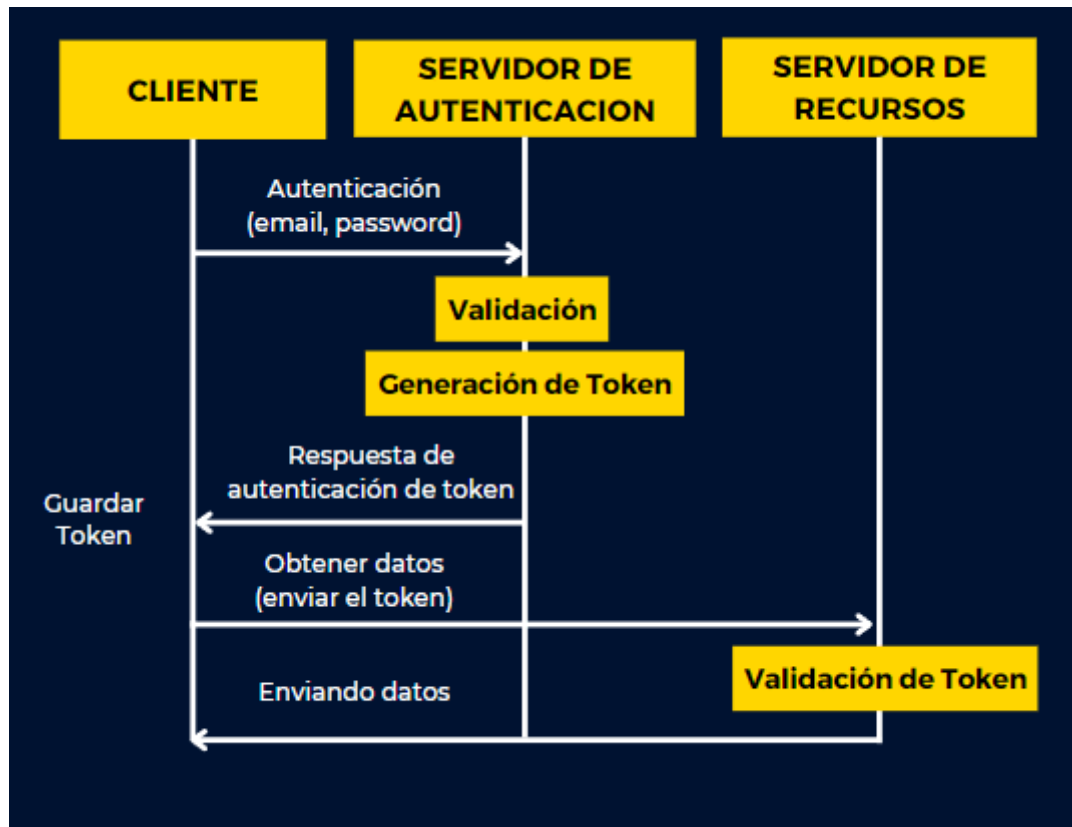 CLIENTE
SERVIDOR DE
AUTENTICACION
SERVIDOR DE
RECURSOS
Autenticación
(email, password)
Validación
Generación de Token
Respuesta de
autenticación de token
Guardar
Token
Obtener datos
(enviar el token)
Validación de Token
Enviando datos